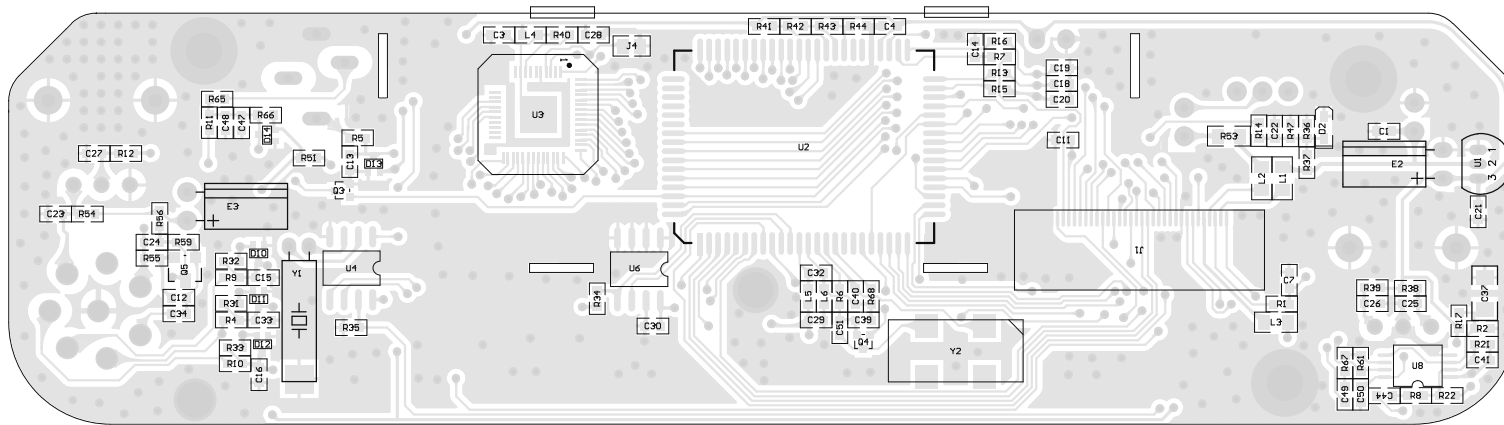 R41 R42 R43 R44 C4
C3 L4 R40 C28
J4
C14 R16
R7
R13
R15
C19
C18
C20
R65
R11 C48 C47 R66
D14
U3
1
R5
R51 C13 D13
Q3
U2
C11
R53 R14 C22 R47 R36 D2
C1
R37
L2 L1
E2
+
U1
1
2
3
C21
C27 R12
E3
+
C23 R54
R56
C24 R59
R55
Q5
C12
C34
R32 D10
R9 C15
R31 D11
R4 C33
R33 D12
R10
C16
Y1
U4
R35
U6
R34
C30
C32
L5 L6 R6 C40 R68
C29 C51 C39
Q4
Y2
J1
C7
R1
L3
R39 R38
C26 C25
C37
R17 R2
R21
C41
R67 R61
U8
C49 C50 C44 R8 R22